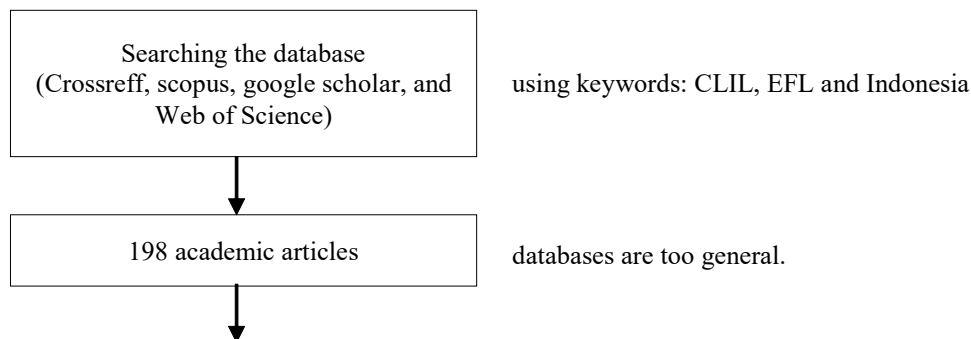 Searching the database
(Crossreff, scopus, google scholar, and
Web of Science)
using keywords: CLIL, EFL and Indonesia
198 academic articles
databases are too general.